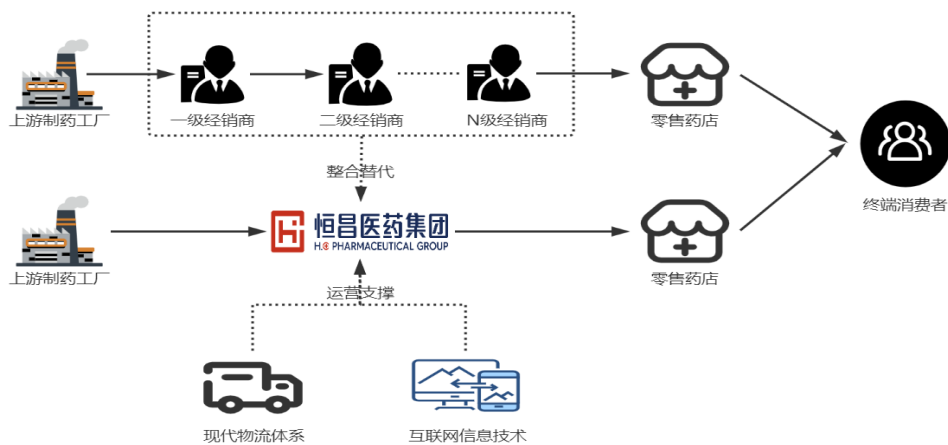 上游制药工厂
一级经销商
二级经销商
N级经销商
零售药店
整合替代
终端消费者
恒昌医药集团
H.C PHARMACEUTICAL GROUP
上游制药工厂
零售药店
运营支撑
现代物流体系
互联网信息技术